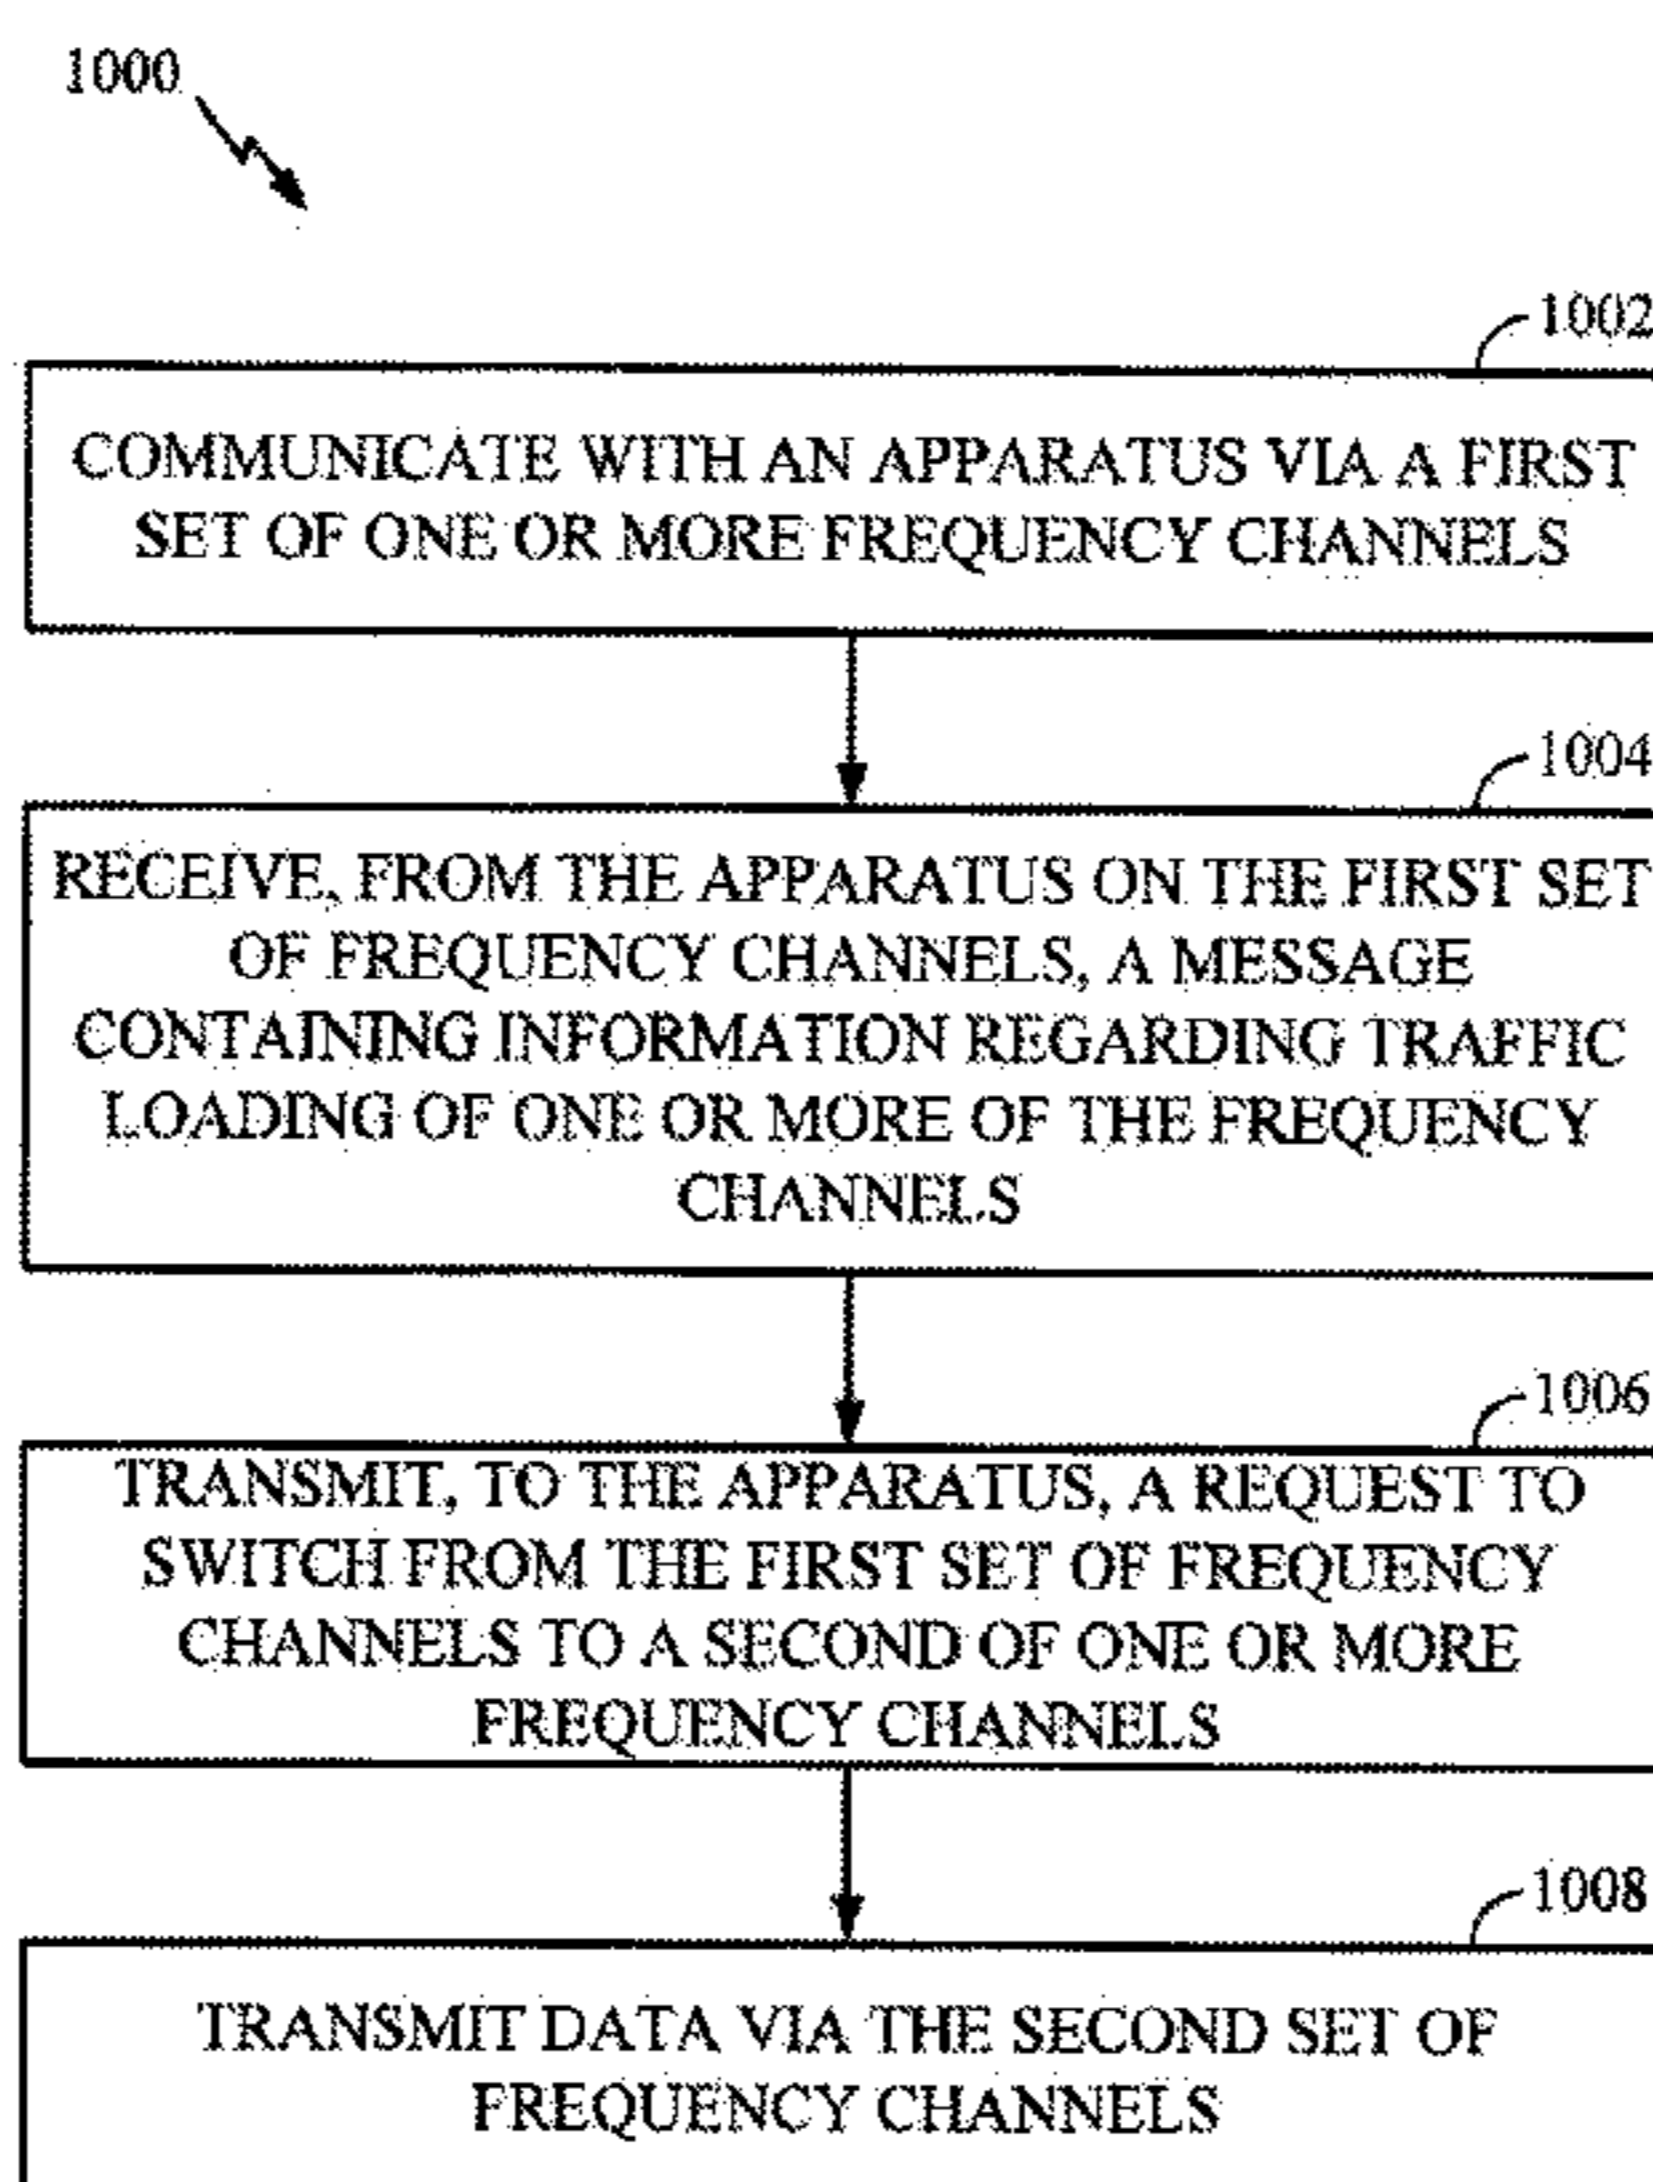 1000
1002
COMMUNICATE WITH AN APPARATUS VIA A FIRST
SET OF ONE OR MORE FREQUENCY CHANNELS
1004
RECEIVE, FROM THE APPARATUS ON THE FIRST SET
OF FREQUENCY CHANNELS, A MESSAGE
CONTAINING INFORMATION REGARDING TRAFFIC
LOADING OF ONE OR MORE OF THE FREQUENCY
CHANNELS
1006
TRANSMIT, TO THE APPARATUS, A REQUEST TO
SWITCH FROM THE FIRST SET OF FREQUENCY
CHANNELS TO A SECOND OF ONE OR MORE
FREQUENCY CHANNELS
1008
TRANSMIT DATA VIA THE SECOND SET OF
FREQUENCY CHANNELS